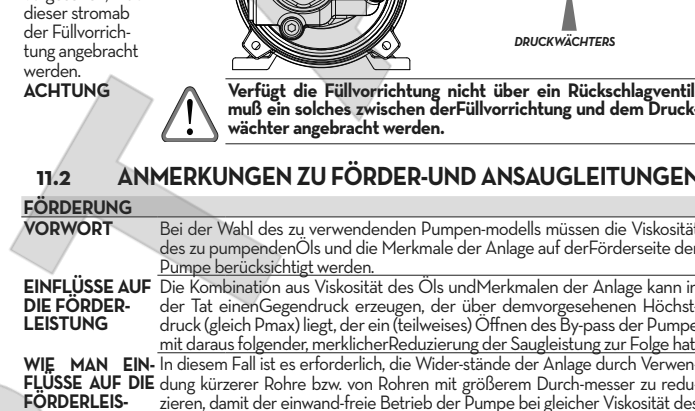 dieser stromab
der Füllvorrich-
tung angebracht
werden.
DRUCKWÄCHTERS
ACHTUNG
Verfügt die Füllvorrichtung nicht über ein Rückschlagventil
muß ein solches zwischen derFüllvorrichtung und dem Druck-
wächter angebracht werden.
11.2 ANMERKUNGEN ZU FÖRDER-UND ANSAUGLEITUNGEN
FÖRDERUNG
VORWORT
Bei der Wahl des zu verwendenden Pumpen-modells müssen die Viskosität
des zu pumpendenÖls und die Merkmale der Anlage auf derFörderseite der
Pumpe berücksichtigt werden.
EINFLÜSSE AUF
DIE FÖRDER-
LEISTUNG
Die Kombination aus Viskosität des Öls undMerkmalen der Anlage kann in
der Tat einenGegendruck erzeugen, der über demvorgesehenen Höchst-
druck (gleich Pmax) liegt, der ein (teilweises) Öffnen des By-pass der Pumpe
mit daraus folgender, merklicherReduzierung der Saugleistung zur Folge hat
WIE MAN EIN-
FLÜSSE AUF DIE
FÖRDERLEIS-
In diesem Fall ist es erforderlich, die Wider-stände der Anlage durch Verwen-
dung kürzerer Rohre bzw. von Rohren mit größerem Durch-messer zu redu
zieren, damit der einwand-freie Betrieb der Pumpe bei gleicher Viskosität des